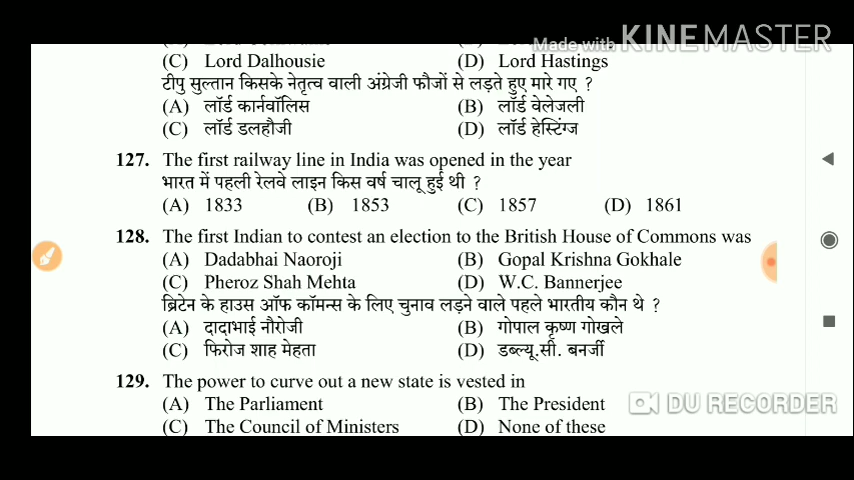 Made with KINEMASTER
(C) Lord Dalhousie (D) Lord Hastings
टीपु सुल्तान किसके नेतृत्व वाली अंग्रेजी फौजों से लड़ते हुए मारे गए ?
(A) लॉर्ड कार्नवॉलिस (B) लॉर्ड वेलेजली
(C) लॉर्ड डलहौजी (D) लॉर्ड हेस्टिंग्ज
127. The first railway line in India was opened in the year
भारत में पहली रेलवे लाइन किस वर्ष चालू हुई थी ?
(A) 1833 (B) 1853 (C) 1857 (D) 1861
128. The first Indian to contest an election to the British House of Commons was
(A) Dadabhai Naoroji (B) Gopal Krishna Gokhale
(C) Pheroz Shah Mehta (D) W.C. Bannerjee
ब्रिटेन के हाउस ऑफ कॉमन्स के लिए चुनाव लड़ने वाले पहले भारतीय कौन थे ?
(A) दादाभाई नौरोजी (B) गोपाल कृष्ण गोखले
(C) फिरोज शाह मेहता (D) डब्ल्यू.सी. बनर्जी
129. The power to curve out a new state is vested in
(A) The Parliament (B) The President
DU RECORDER
(C) The Council of Ministers (D) None of these